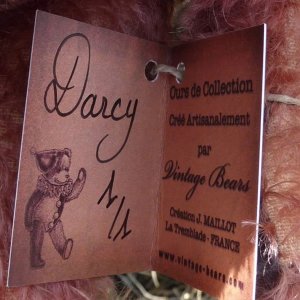 Darcy
1/1
Ours de Collection
Créé Artisanalement
par
Vintage Bears
Création J. MAILLOT
La Tremblade - FRANCE
www.vintage-bears.com